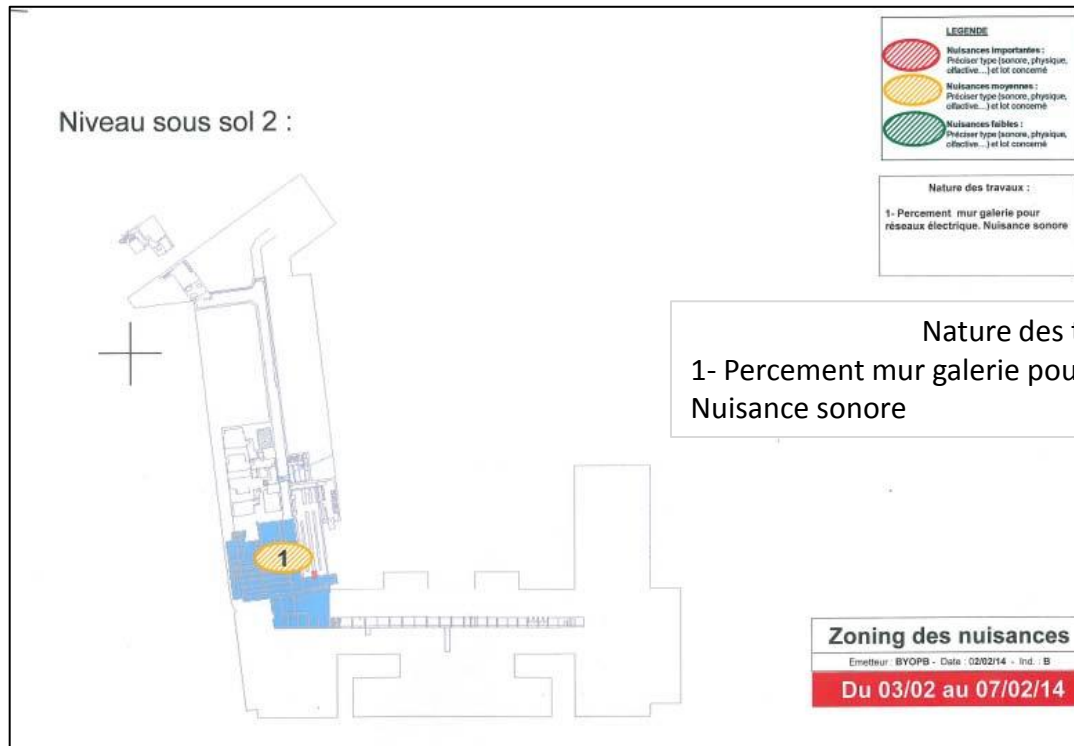 Niveau sous sol 2 :
LEGENDE
Nuisances importantes :
Préciser type (sonore, physique,
olfactive...) et lot concerné
Nuisances moyennes :
Préciser type (sonore, physique,
olfactive...) et lot concerné
Nuisances faibles :
Préciser type (sonore, physique,
olfactive...) et lot concerné
Nature des travaux :
1- Percement mur galerie pour
réseaux électrique. Nuisance sonore
Nature des
1- Percement mur galerie pou
Nuisance sonore
1
Zoning des nuisances
Emetteur : BYOPB - Date : 02/02/14 - Ind. : B
Du 03/02 au 07/02/14